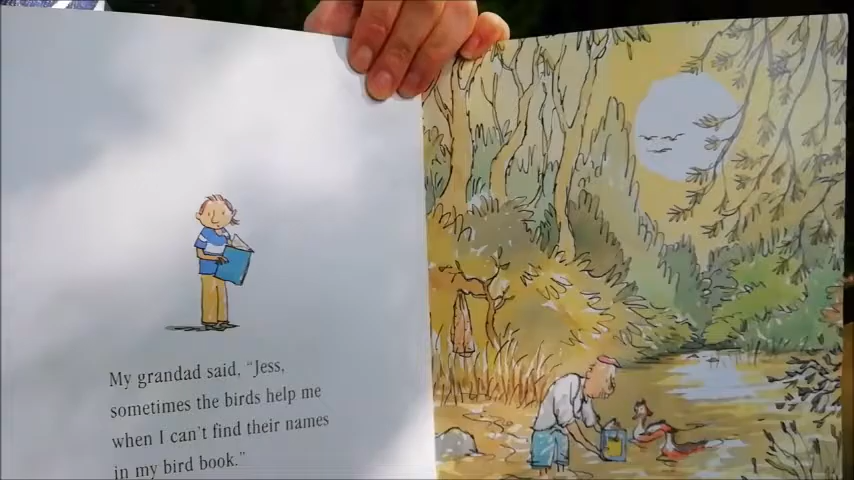 My grandad said, "Jess,
sometimes the birds help me
when I can't find their names
in my bird book."